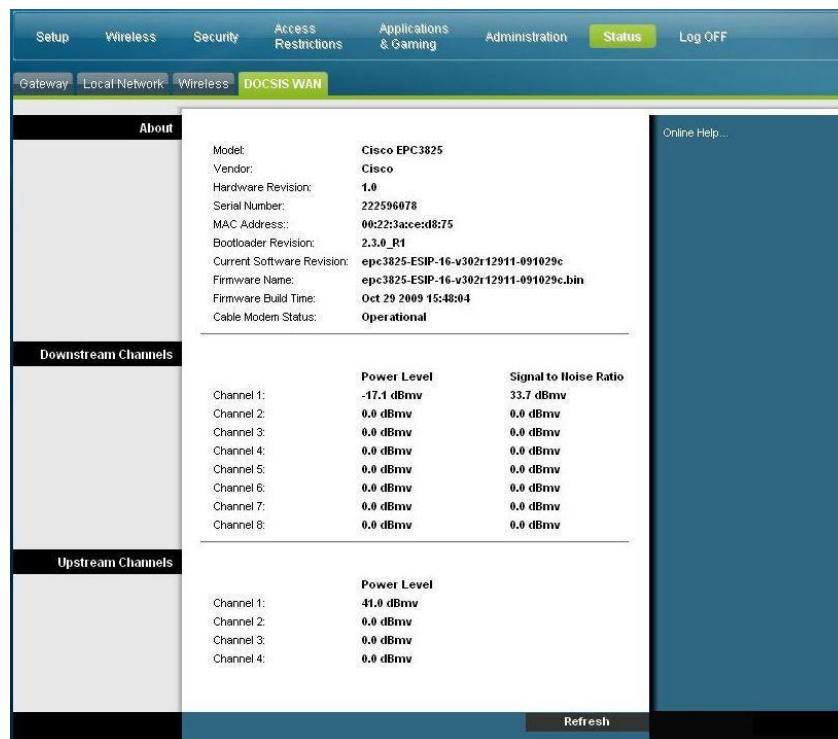 Setup Wireless Security Access Restrictions Applications & Gaming Administration Status Log OFF
Gateway Local Network Wireless DOCSIS WAN
About
Online Help...
Model: Cisco EPC3825
Vendor: Cisco
Hardware Revision: 1.0
Serial Number: 222596078
MAC Address:: 00:22:3a:ce:d8:75
Bootloader Revision: 2.3.0_R1
Current Software Revision: epc3825-ESIP-16-v302r12911-091029c
Firmware Name: epc3825-ESIP-16-v302r12911-091029c.bin
Firmware Build Time: Oct 29 2009 15:48:04
Cable Modem Status: Operational
Downstream Channels
Power Level Signal to Noise Ratio
Channel 1: -17.1 dBmv 33.7 dBmv
Channel 2: 0.0 dBmv 0.0 dBmv
Channel 3: 0.0 dBmv 0.0 dBmv
Channel 4: 0.0 dBmv 0.0 dBmv
Channel 5: 0.0 dBmv 0.0 dBmv
Channel 6: 0.0 dBmv 0.0 dBmv
Channel 7: 0.0 dBmv 0.0 dBmv
Channel 8: 0.0 dBmv 0.0 dBmv
Upstream Channels
Power Level
Channel 1: 41.0 dBmv
Channel 2: 0.0 dBmv
Channel 3: 0.0 dBmv
Channel 4: 0.0 dBmv
Refresh